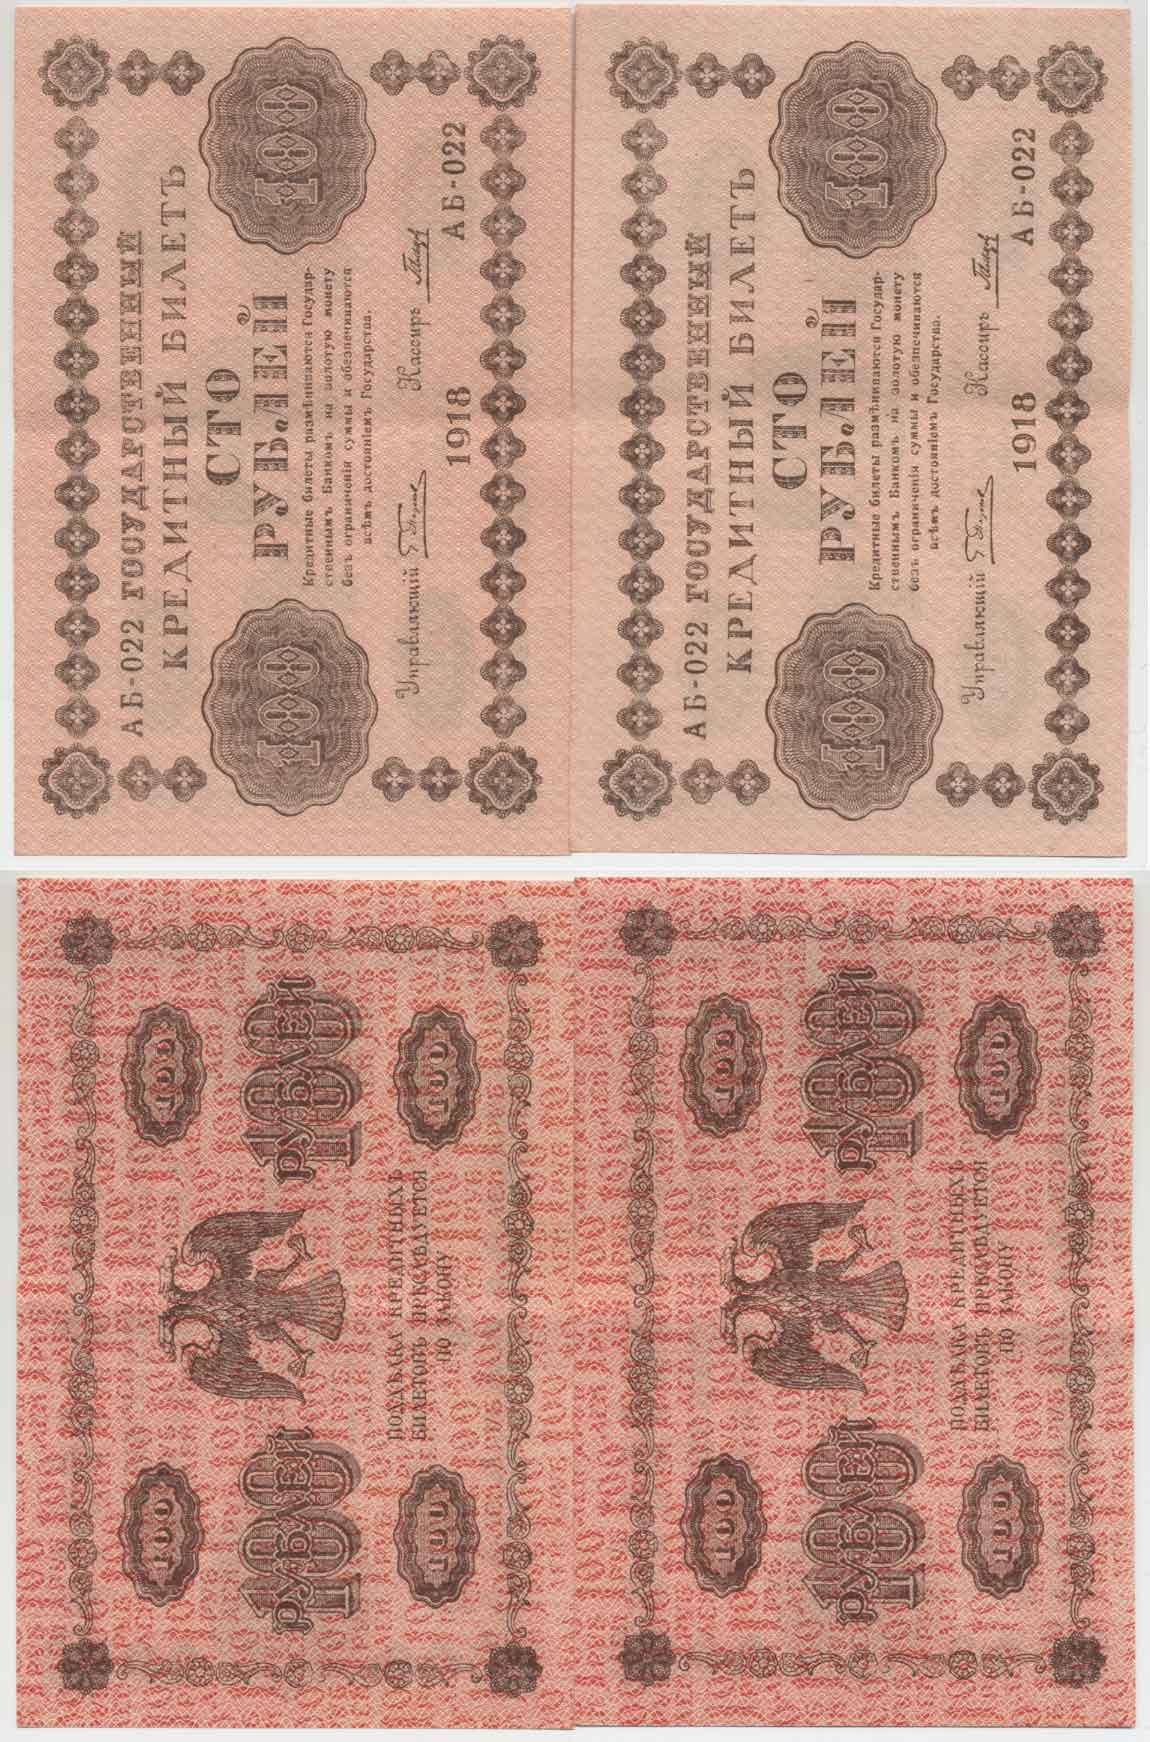 АБ-022 ГОСУДАРСТВЕННЫЙ
КРЕДИТНЫЙ БИЛЕТЪ
СТО
РУБЛЕЙ
100
100
Кредитные билеты размѣниваются Государ-
ственнымъ Банкомъ на золотую монету
безъ ограниченія суммы и обезпечиваются
всѣмъ достояніемъ Государства.
Управляющій
Кассиръ
1918
АБ-022
АБ-022 ГОСУДАРСТВЕННЫЙ
КРЕДИТНЫЙ БИЛЕТЪ
СТО
РУБЛЕЙ
100
100
Кредитные билеты размѣниваются Государ-
ственнымъ Банкомъ на золотую монету
безъ ограниченія суммы и обезпечиваются
всѣмъ достояніемъ Государства.
Управляющій
Кассиръ
1918
АБ-022
100
100
100
РУБЛЕЙ
100
РУБЛЕЙ
100
100
ПОДДѢЛКА КРЕДИТНЫХЪ
БИЛЕТОВЪ ПРЕСЛѢДУЕТСЯ
ПО ЗАКОНУ
100
100
100
РУБЛЕЙ
100
РУБЛЕЙ
100
100
ПОДДѢЛКА КРЕДИТНЫХЪ
БИЛЕТОВЪ ПРЕСЛѢДУЕТСЯ
ПО ЗАКОНУ